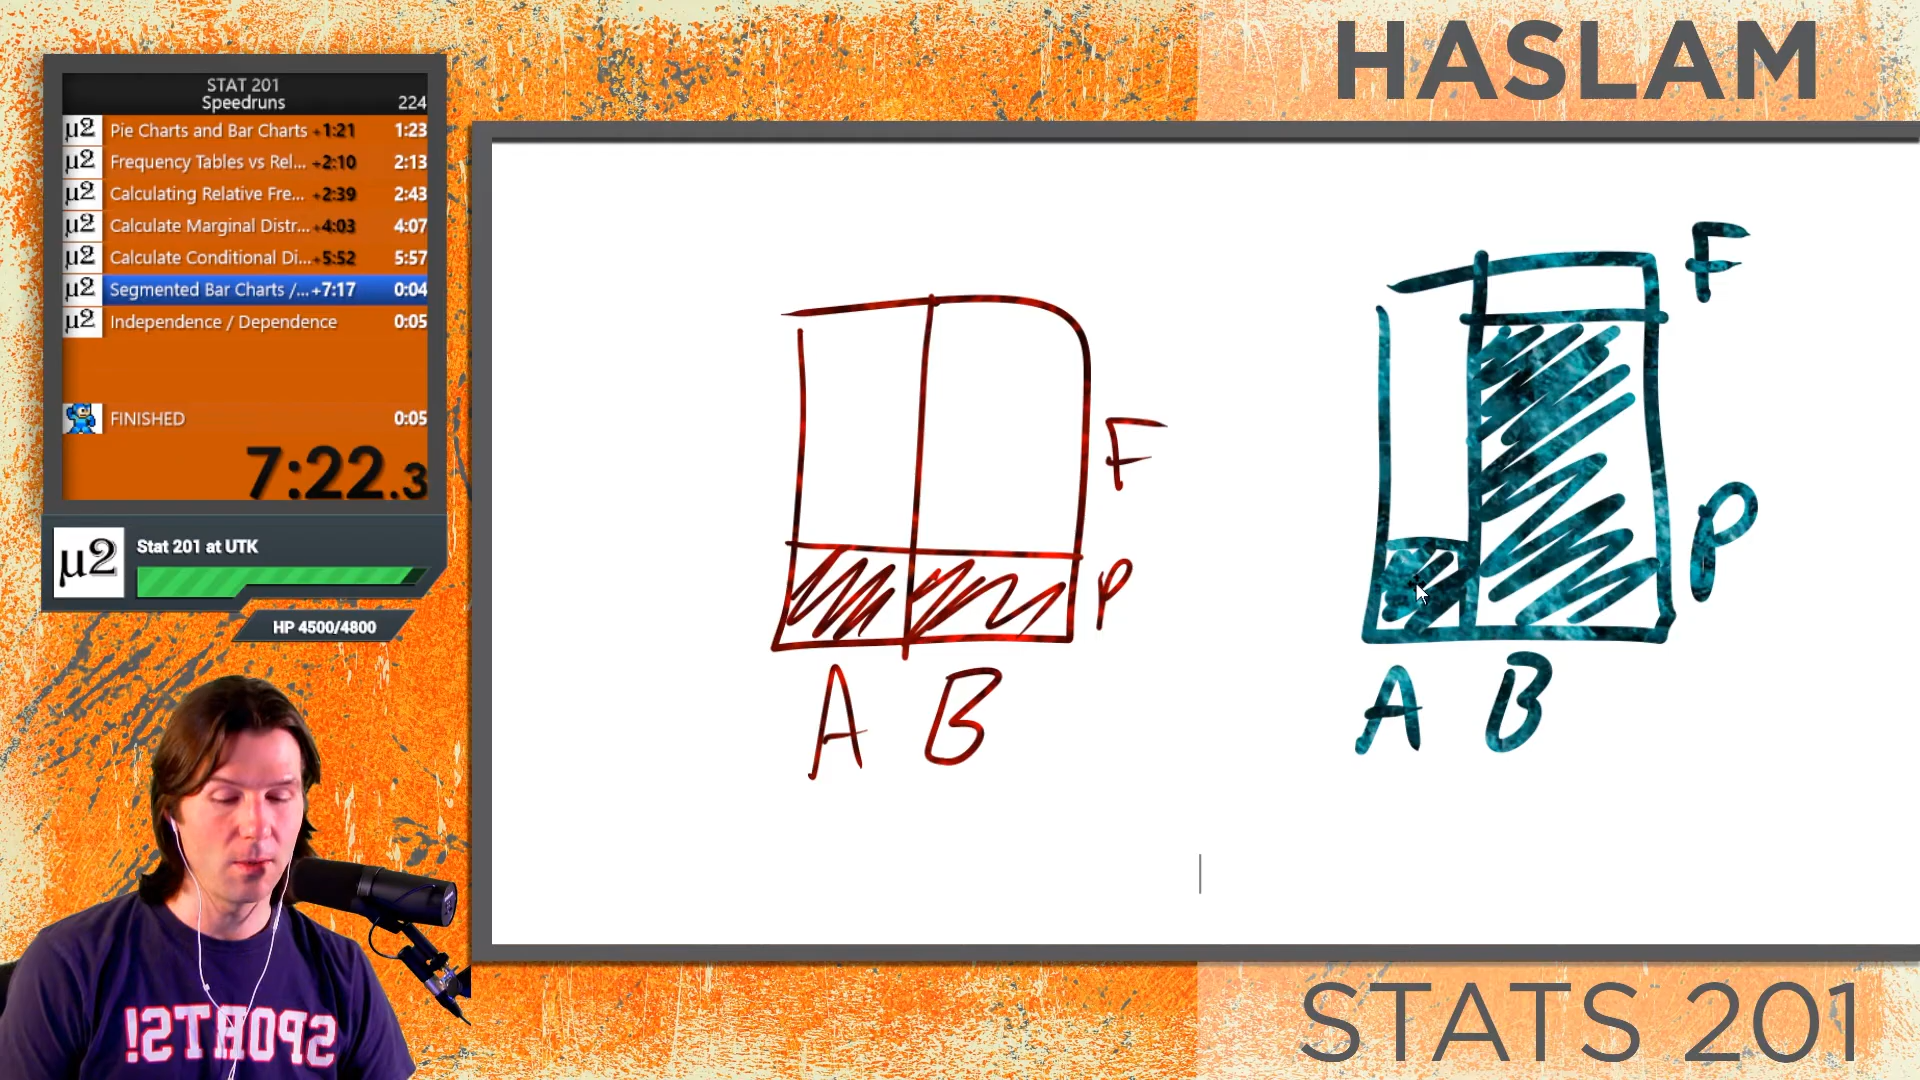 HASLAM
STAT 201
Speedruns 224
μ2 Pie Charts and Bar Charts +1:21 1:23
μ2 Frequency Tables vs Rel... +2:10 2:13
μ2 Calculating Relative Fre... +2:39 2:43
μ2 Calculate Marginal Distr... +4:03 4:07
μ2 Calculate Conditional Di... +5:52 5:57
μ2 Segmented Bar Charts /... +7:17 0:04
μ2 Independence / Dependence 0:05
FINISHED 0:05
7:22.3
μ2 Stat 201 at UTK
HP 4500/4800
F
P
A B
F
P
A B
SPORTS!
STATS 201